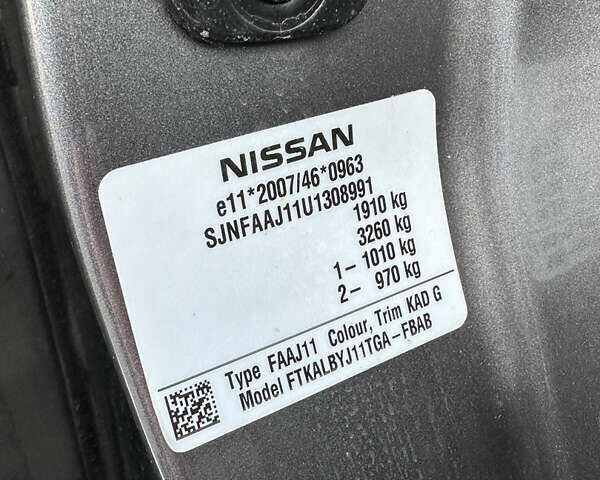 NISSAN
e11*2007/46*0963
SJNFAAJ11U1308991
1910 kg
3260 kg
1- 1010 kg
2- 970 kg
Type FAAJ11 Colour, Trim KAD G
Model FTKALBYJ11TGA-FBAB